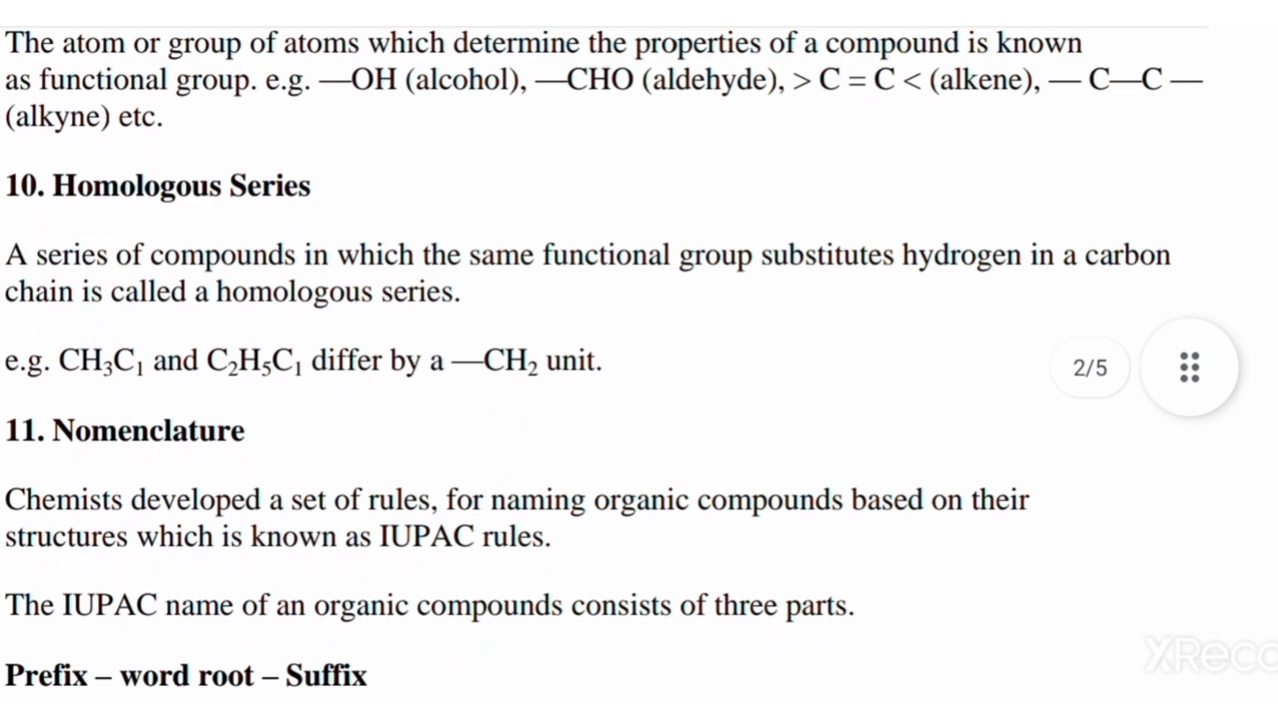 The atom or group of atoms which determine the properties of a compound is known
as functional group. e.g. —OH (alcohol), —CHO (aldehyde), > C = C < (alkene), — C—C —
(alkyne) etc.
10. Homologous Series
A series of compounds in which the same functional group substitutes hydrogen in a carbon
chain is called a homologous series.
e.g. CH₃C₁ and C₂H₅C₁ differ by a —CH₂ unit.
2/5
11. Nomenclature
Chemists developed a set of rules, for naming organic compounds based on their
structures which is known as IUPAC rules.
The IUPAC name of an organic compounds consists of three parts.
XReco
Prefix – word root – Suffix